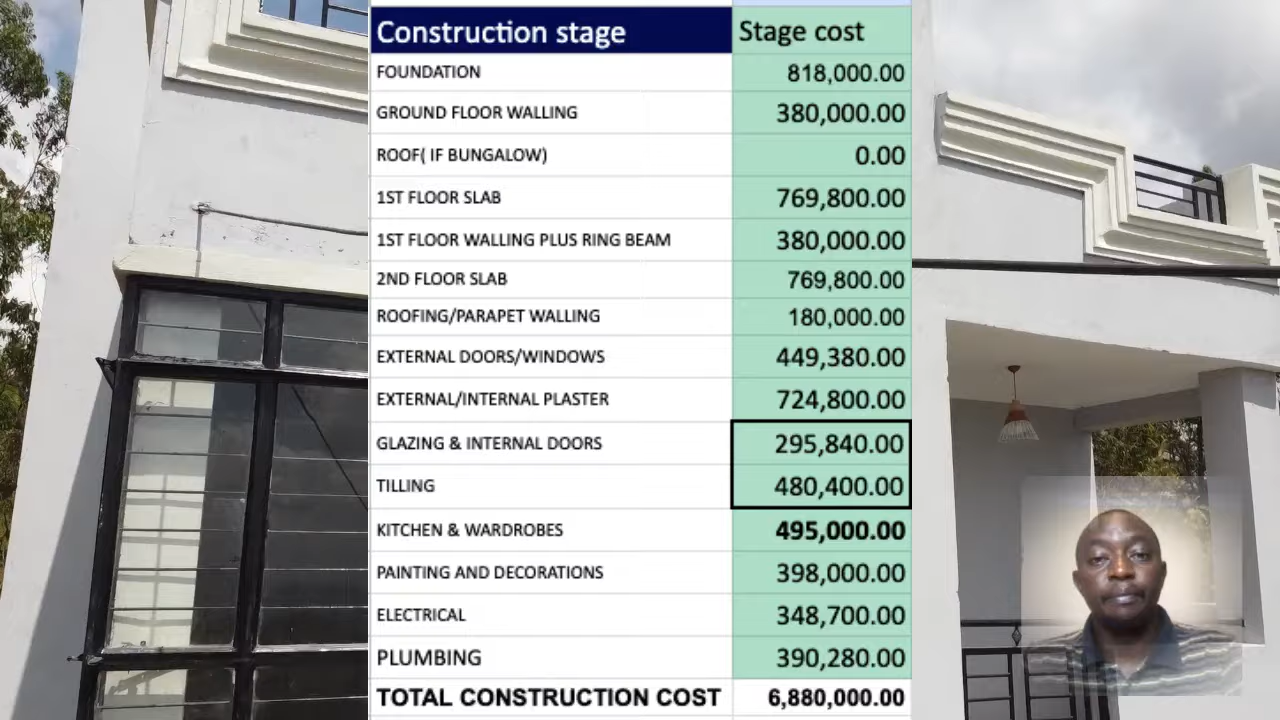 Construction stage Stage cost
FOUNDATION 818,000.00
GROUND FLOOR WALLING 380,000.00
ROOF( IF BUNGALOW) 0.00
1ST FLOOR SLAB 769,800.00
1ST FLOOR WALLING PLUS RING BEAM 380,000.00
2ND FLOOR SLAB 769,800.00
ROOFING/PARAPET WALLING 180,000.00
EXTERNAL DOORS/WINDOWS 449,380.00
EXTERNAL/INTERNAL PLASTER 724,800.00
GLAZING & INTERNAL DOORS 295,840.00
TILLING 480,400.00
KITCHEN & WARDROBES 495,000.00
PAINTING AND DECORATIONS 398,000.00
ELECTRICAL 348,700.00
PLUMBING 390,280.00
TOTAL CONSTRUCTION COST 6,880,000.00